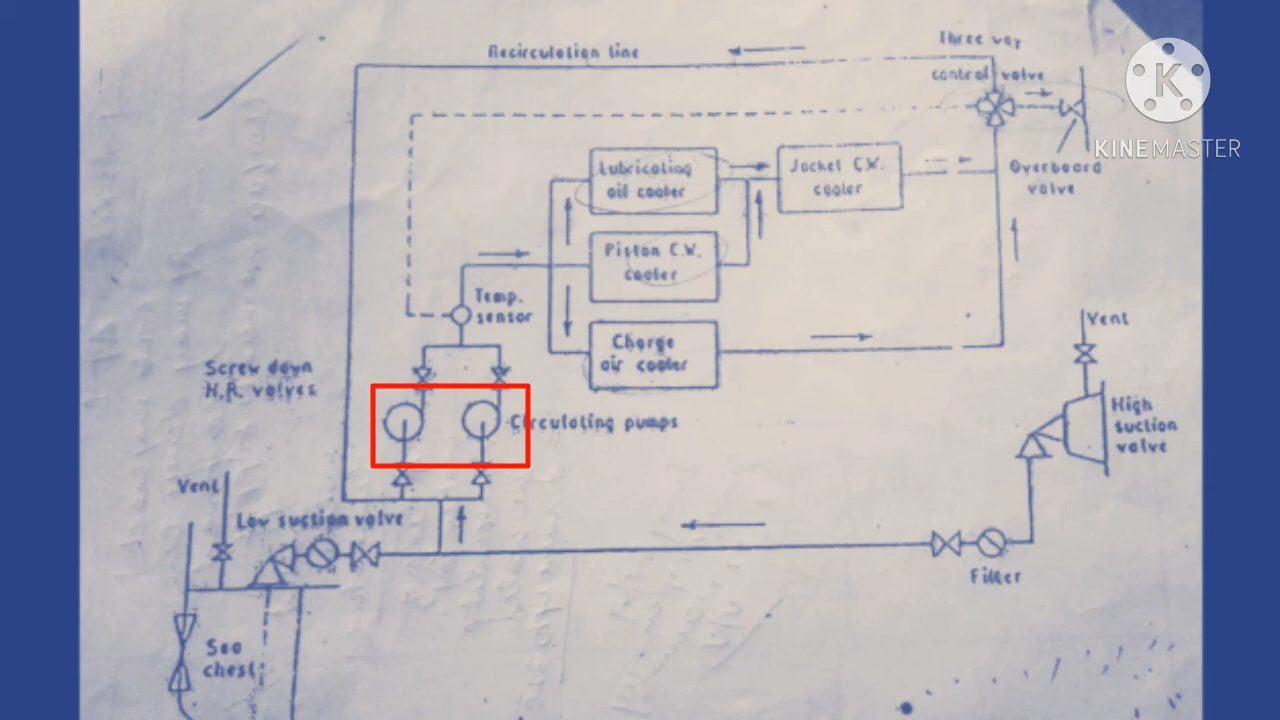 Recirculation line
Three way
control valve
K
KINEMASTER
Lubricating
oil cooler
Jacket C.W.
cooler
Overboard
valve
Piston C.W.
cooler
Temp.
sensor
Charge
air cooler
Vent
Screw down
N.R. valves
Circulating pumps
High
suction
valve
Vent
Low suction valve
Filter
Sea
chest